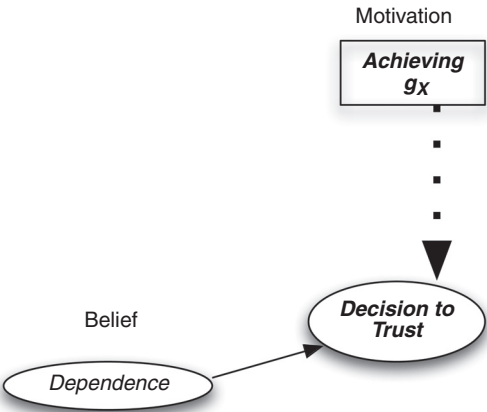 Motivation
Achieving
gX
Decision to
Trust
Belief
Dependence